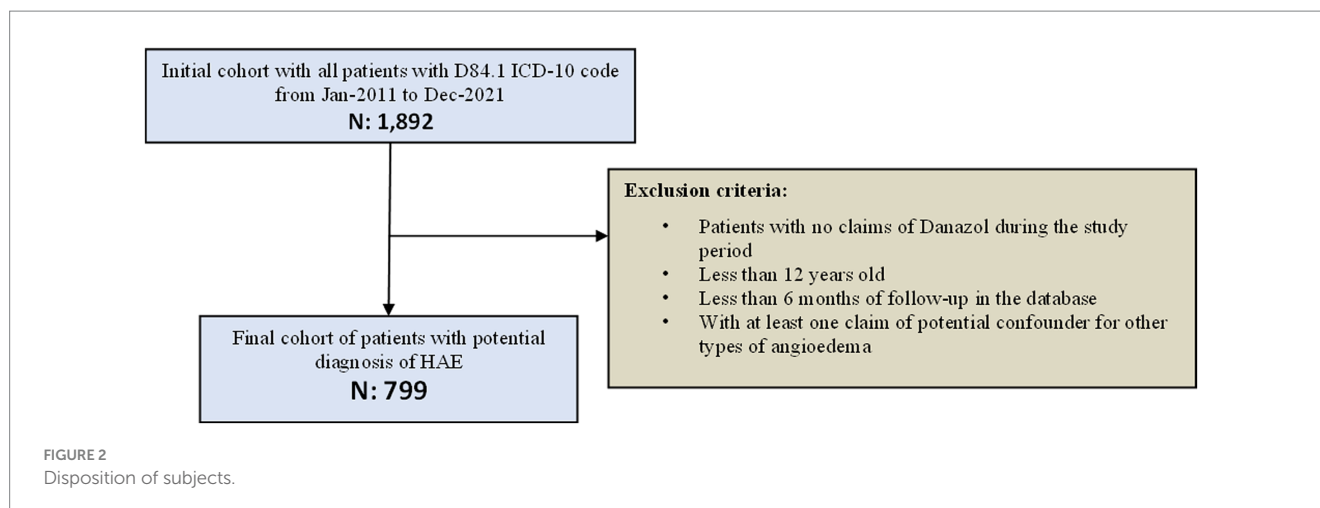 Initial cohort with all patients with D84.1 ICD-10 code
from Jan-2011 to Dec-2021
N: 1,892
Exclusion criteria:
• Patients with no claims of Danazol during the study
period
• Less than 12 years old
• Less than 6 months of follow-up in the database
• With at least one claim of potential confounder for other
types of angioedema
Final cohort of patients with potential
diagnosis of HAE
N: 799
FIGURE 2
Disposition of subjects.